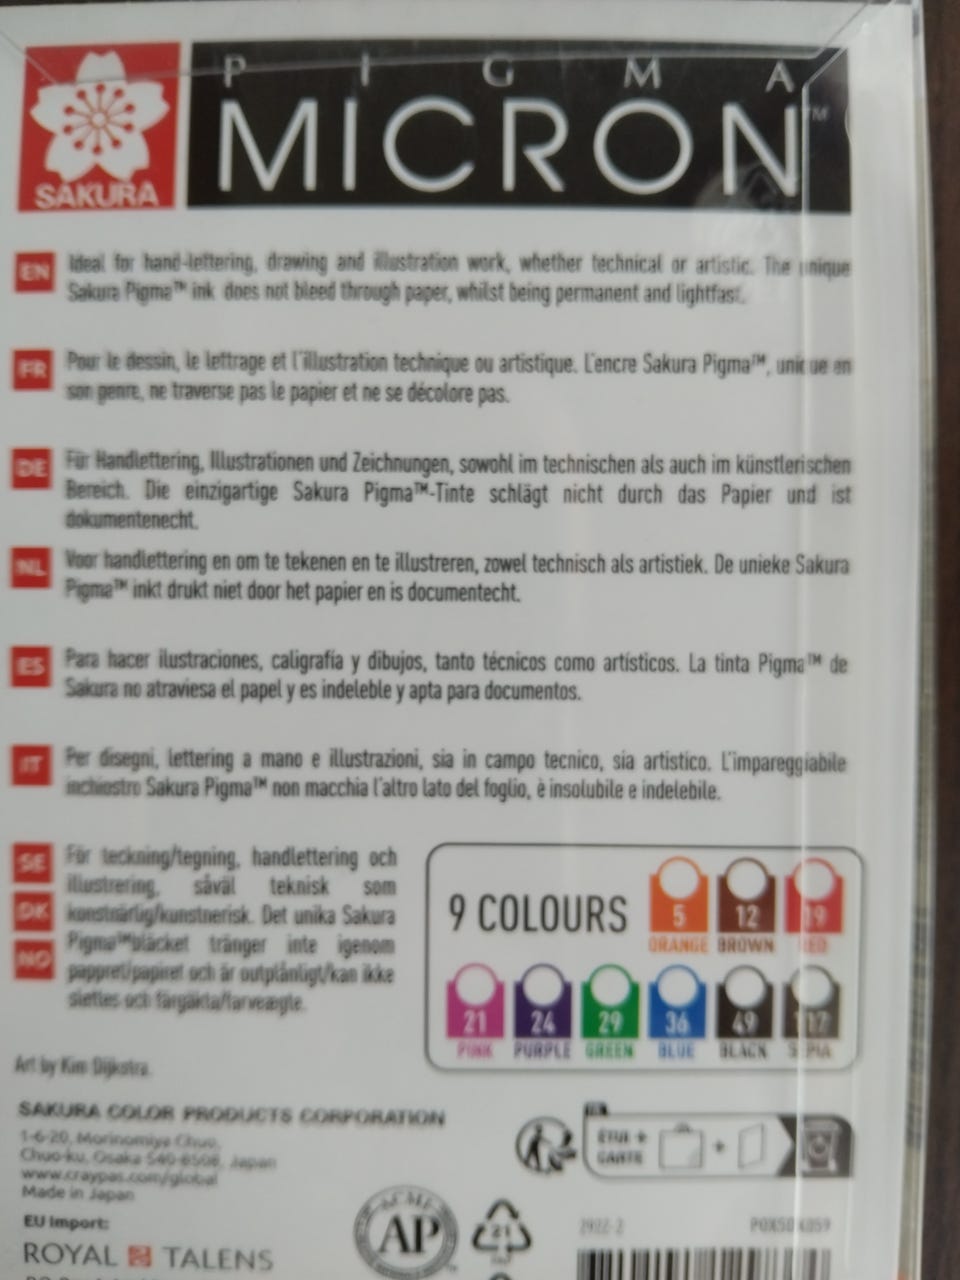 PIGMA
MICRON™
SAKURA
EN
Ideal for hand-lettering, drawing and illustration work, whether technical or artistic. The unique
Sakura Pigma™ ink does not bleed through paper, whilst being permanent and lightfast.
FR
Pour le dessin, le lettrage et l'illustration technique ou artistique. L'encre Sakura Pigma™, unique en
son genre, ne traverse pas le papier et ne se décolore pas.
DE
Für Handlettering, Illustrationen und Zeichnungen, sowohl im technischen als auch im künstlerischen
Bereich. Die einzigartige Sakura Pigma™-Tinte schlägt nicht durch das Papier und ist
dokumentenecht.
NL
Voor handlettering en om te tekenen en te illustreren, zowel technisch als artistiek. De unieke Sakura
Pigma™ inkt drukt niet door het papier en is documentecht.
ES
Para hacer ilustraciones, caligrafía y dibujos, tanto técnicos como artísticos. La tinta Pigma™ de
Sakura no atraviesa el papel y es indeleble y apta para documentos.
IT
Per disegni, lettering a mano e illustrazioni, sia in campo tecnico, sia artistico. L'impareggiabile
inchiostro Sakura Pigma™ non macchia l'altro lato del foglio, è insolubile e indelebile.
SE
DK
NO
För teckning/tegning, handlettering och
illustrering, såväl teknisk som
konstnärlig/kunstnerisk. Det unika Sakura
Pigma™bläcket tränger inte igenom
pappret/papiret och är outplånligt/kan ikke
slettes och färgäkta/farveægte.
9 COLOURS
5 12 19
ORANGE BROWN RED
21 24 29 36 49 117
PINK PURPLE GREEN BLUE BLACK SEPIA
Art by Kim Dijkstra.
SAKURA COLOR PRODUCTS CORPORATION
1-6-20, Morinomiya Chuo,
Chuo-ku, Osaka 540-8508, Japan
www.craypas.com/global
Made in Japan
EU Import:
ROYAL TALENS
ÉTUI +
CARTE
+
ACMI
AP
21
PAP
2022-2
POXSDK059